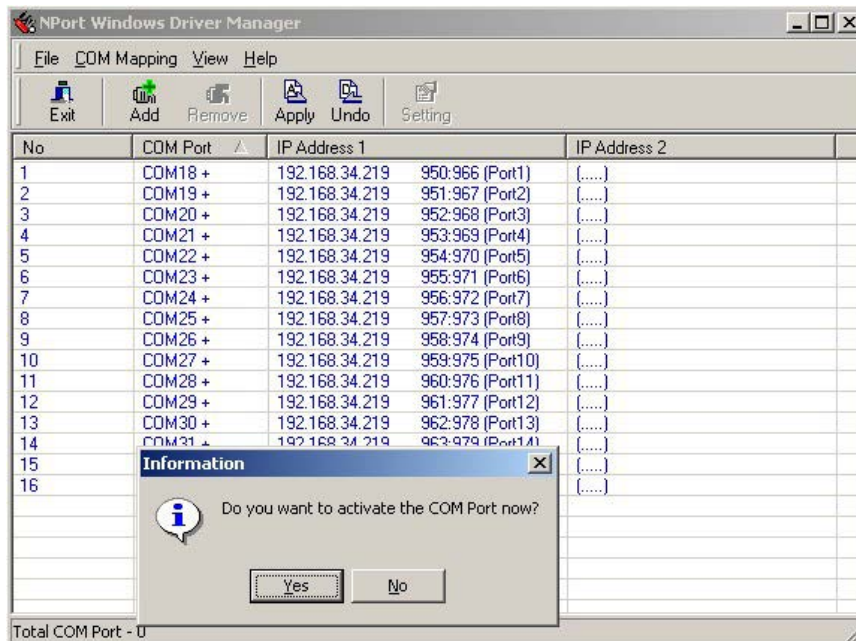 NPort Windows Driver Manager
File COM Mapping View Help
Exit Add Remove Apply Undo Setting
No COM Port IP Address 1 IP Address 2
1 COM18 + 192.168.34.219 950:966 (Port1) (.....)
2 COM19 + 192.168.34.219 951:967 (Port2) (.....)
3 COM20 + 192.168.34.219 952:968 (Port3) (.....)
4 COM21 + 192.168.34.219 953:969 (Port4) (.....)
5 COM22 + 192.168.34.219 954:970 (Port5) (.....)
6 COM23 + 192.168.34.219 955:971 (Port6) (.....)
7 COM24 + 192.168.34.219 956:972 (Port7) (.....)
8 COM25 + 192.168.34.219 957:973 (Port8) (.....)
9 COM26 + 192.168.34.219 958:974 (Port9) (.....)
10 COM27 + 192.168.34.219 959:975 (Port10) (.....)
11 COM28 + 192.168.34.219 960:976 (Port11) (.....)
12 COM29 + 192.168.34.219 961:977 (Port12) (.....)
13 COM30 + 192.168.34.219 962:978 (Port13) (.....)
14 COM31 + 192.168.34.219 963:979 (Port14) (.....)
15 (.....)
16 (.....)
Information
Do you want to activate the COM Port now?
Yes No
Total COM Port - 0